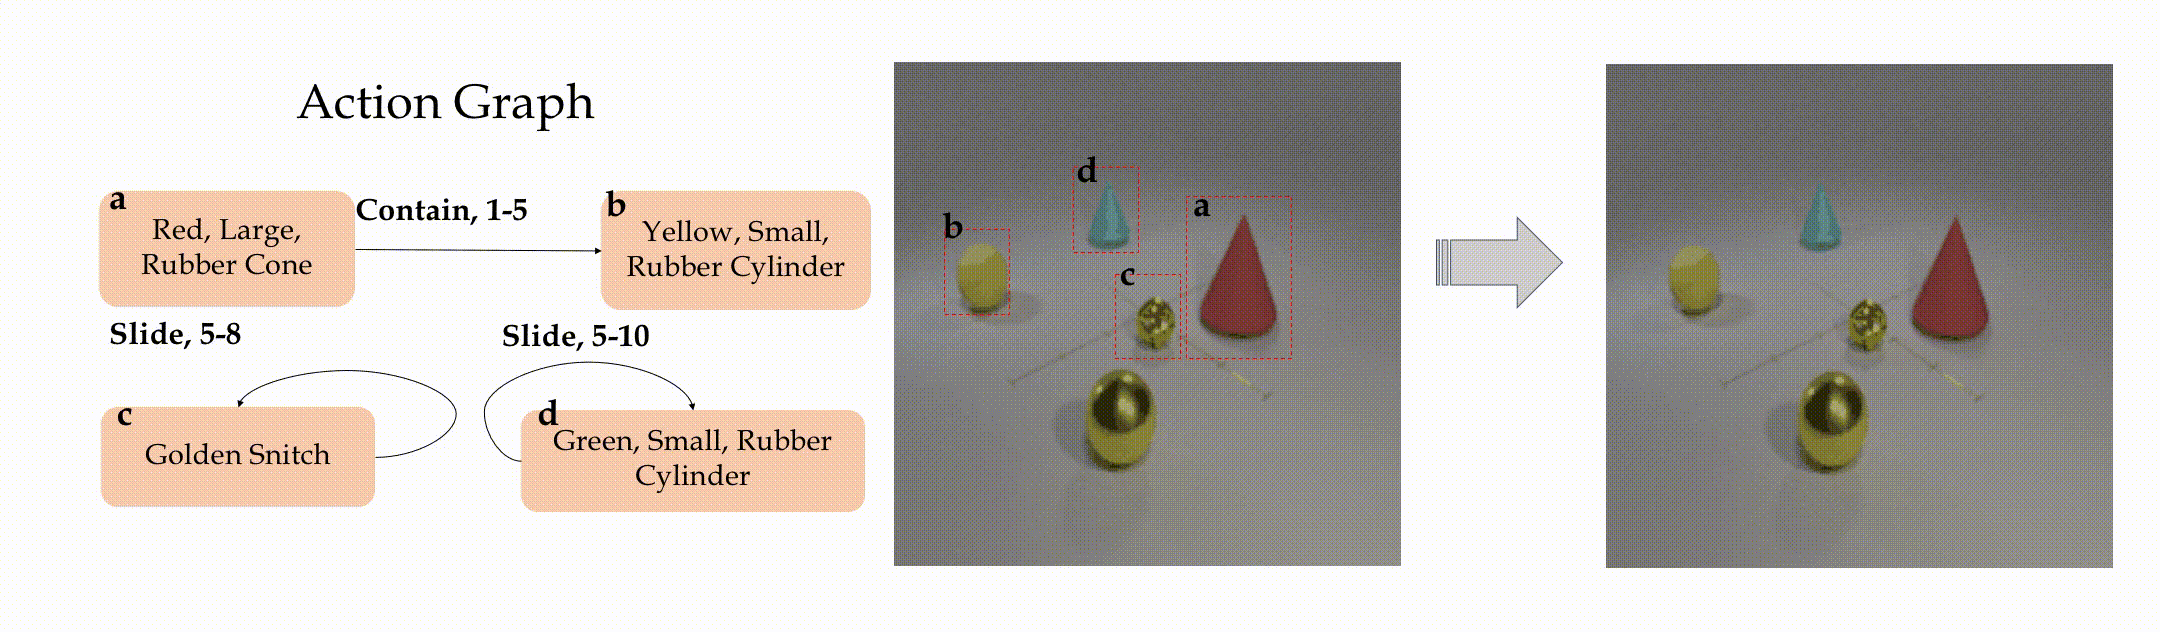 Action Graph
a
Red, Large,
Rubber Cone
Contain, 1-5
b
Yellow, Small,
Rubber Cylinder
Slide, 5-8
c
Golden Snitch
Slide, 5-10
d
Green, Small, Rubber
Cylinder
d
a
b
c